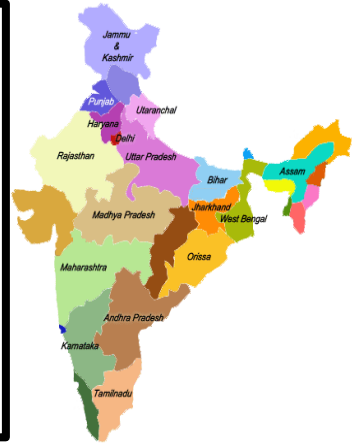 Jammu
&
Kashmir
Punjab
Utaranchal
Haryana
Delhi
Rajasthan
Uttar Pradesh
Bihar
Assam
Madhya Pradesh
Jharkhand
West Bengal
Orissa
Maharashtra
Andhra Pradesh
Karnataka
Tamilnadu